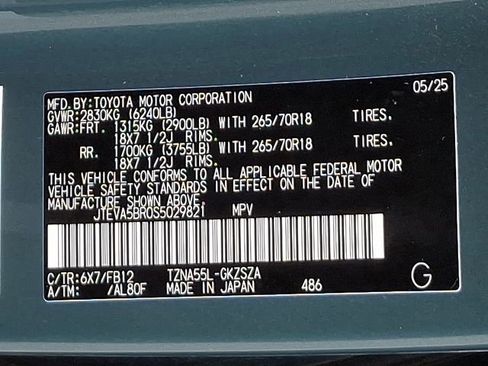 MFD.BY:TOYOTA MOTOR CORPORATION 05/25
GVWR:2830KG (6240LB)
GAWR:FRT. 1315KG (2900LB) WITH 265/70R18 TIRES.
18X7 1/2J RIMS.
RR. 1700KG (3755LB) WITH 265/70R18 TIRES.
18X7 1/2J RIMS.
THIS VEHICLE CONFORMS TO ALL APPLICABLE FEDERAL MOTOR
VEHICLE SAFETY STANDARDS IN EFFECT ON THE DATE OF
MANUFACTURE SHOWN ABOVE.
JTEVA5BR0S5029821 MPV
C/TR:6X7/FB12 TZNA55L-GKZSZA
A/TM: /AL80F MADE IN JAPAN 486 G